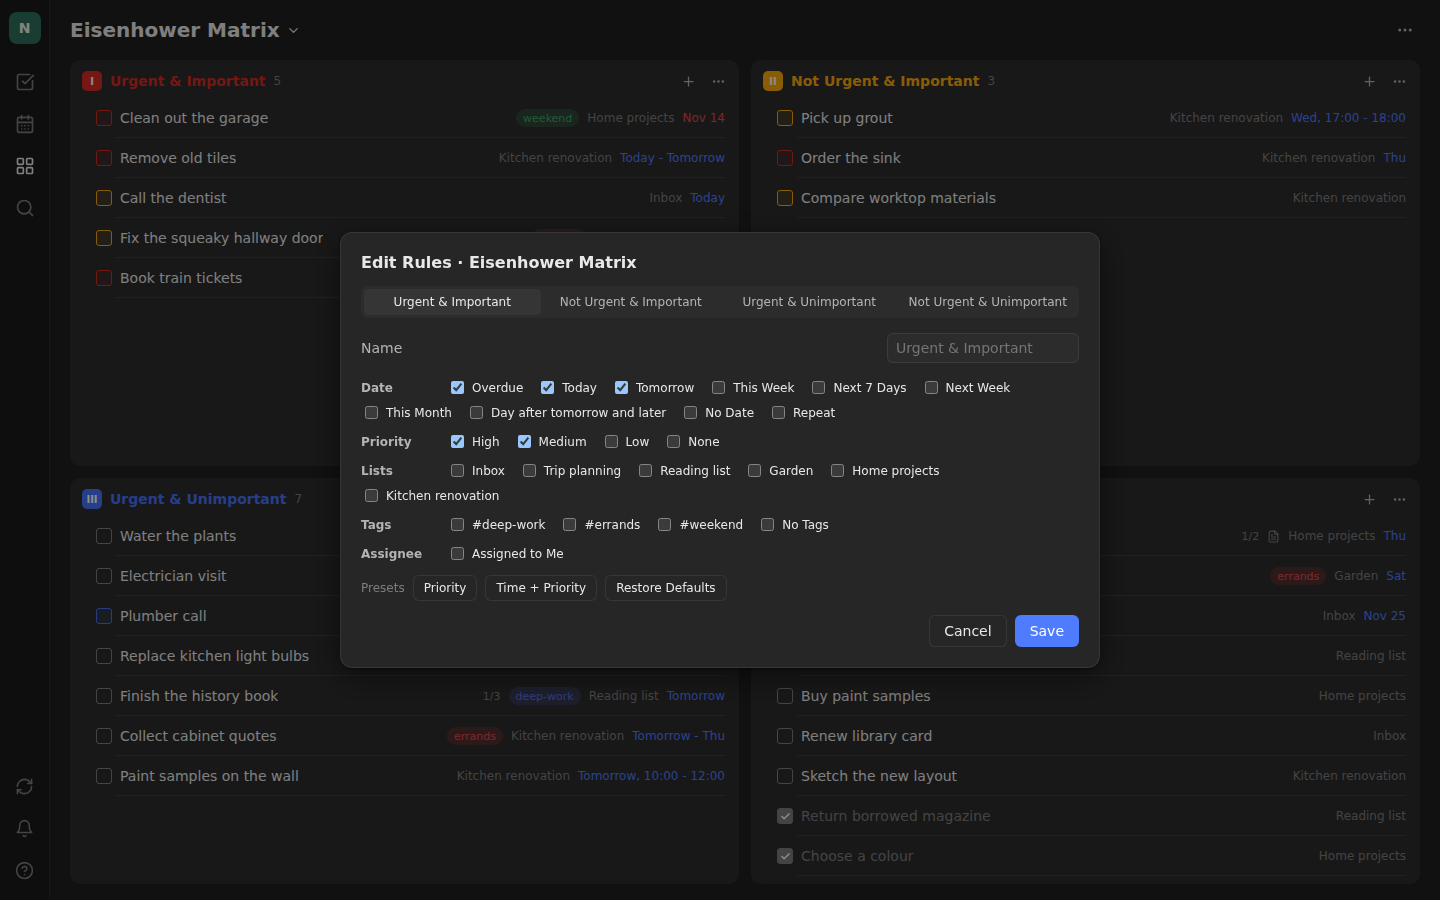 N
Eisenhower Matrix
I Urgent & Important 5
Clean out the garage weekend Home projects Nov 14
Remove old tiles Kitchen renovation Today - Tomorrow
Call the dentist Inbox Today
Fix the squeaky hallway door
Book train tickets
II Not Urgent & Important 3
Pick up grout Kitchen renovation Wed, 17:00 - 18:00
Order the sink Kitchen renovation Thu
Compare worktop materials Kitchen renovation
Edit Rules · Eisenhower Matrix
Urgent & Important Not Urgent & Important Urgent & Unimportant Not Urgent & Unimportant
Name Urgent & Important
Date Overdue Today Tomorrow This Week Next 7 Days Next Week
This Month Day after tomorrow and later No Date Repeat
Priority High Medium Low None
Lists Inbox Trip planning Reading list Garden Home projects
Kitchen renovation
Tags #deep-work #errands #weekend No Tags
Assignee Assigned to Me
Presets Priority Time + Priority Restore Defaults
Cancel Save
III Urgent & Unimportant 7
Water the plants
Electrician visit
Plumber call
Replace kitchen light bulbs
Finish the history book 1/3 deep-work Reading list Tomorrow
Collect cabinet quotes errands Kitchen renovation Tomorrow - Thu
Paint samples on the wall Kitchen renovation Tomorrow, 10:00 - 12:00
1/2 Home projects Thu
errands Garden Sat
Inbox Nov 25
Reading list
Buy paint samples Home projects
Renew library card Inbox
Sketch the new layout Kitchen renovation
Return borrowed magazine Reading list
Choose a colour Home projects